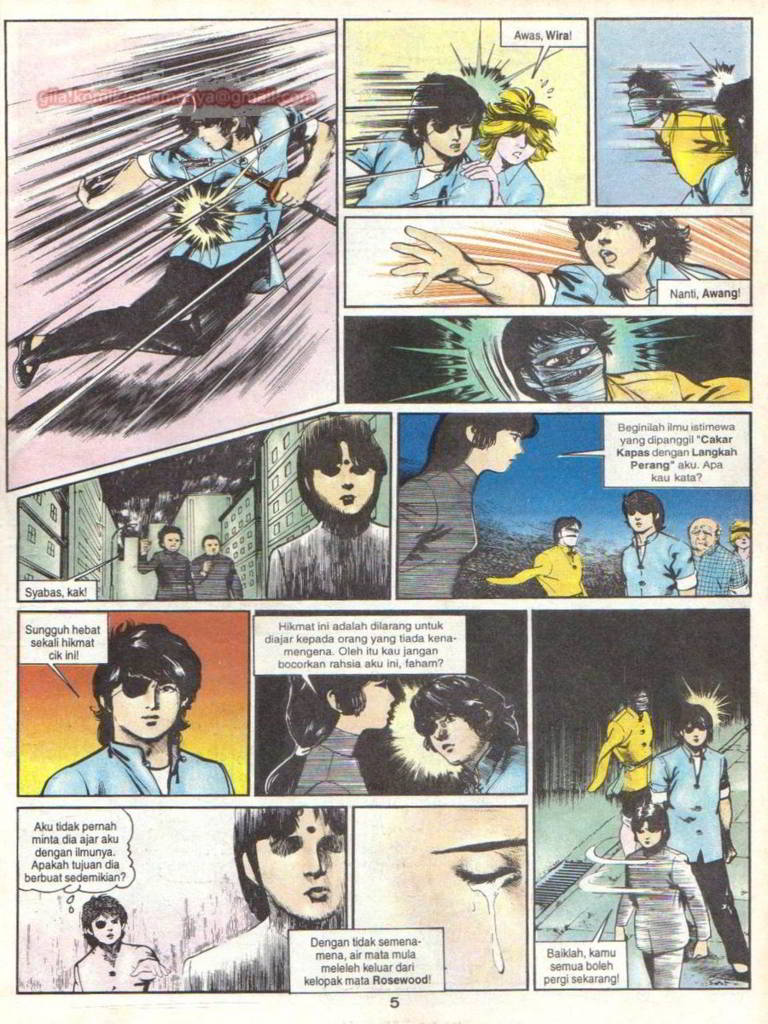 Awas, Wira!
Nanti, Awang!
Syabas, kak!
Beginilah ilmu istimewa
yang dipanggil "Cakar
Kapas dengan Langkah
Perang" aku. Apa
kau kata?
Sungguh hebat
sekali hikmat
cik ini!
Hikmat ini adalah dilarang untuk
diajar kepada orang yang tiada kena-
mengena. Oleh itu kau jangan
bocorkan rahsia aku ini, faham?
Aku tidak pernah
minta dia ajar aku
dengan ilmunya.
Apakah tujuan dia
berbuat sedemikian?
Dengan tidak semena-
mena, air mata mula
meleleh keluar dari
kelopak mata Rosewood!
Baiklah, kamu
semua boleh
pergi sekarang!
5